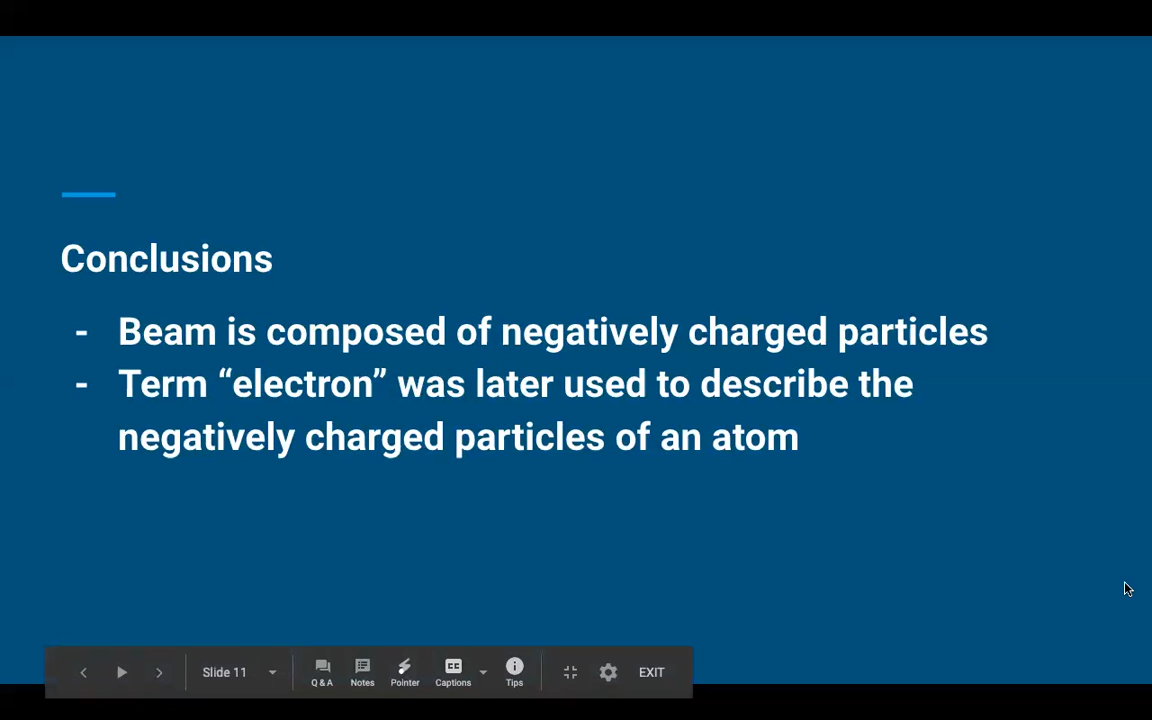 Conclusions
- Beam is composed of negatively charged particles
- Term “electron” was later used to describe the
negatively charged particles of an atom
Slide 11
Q & A
Notes
Pointer
Captions
Tips
EXIT